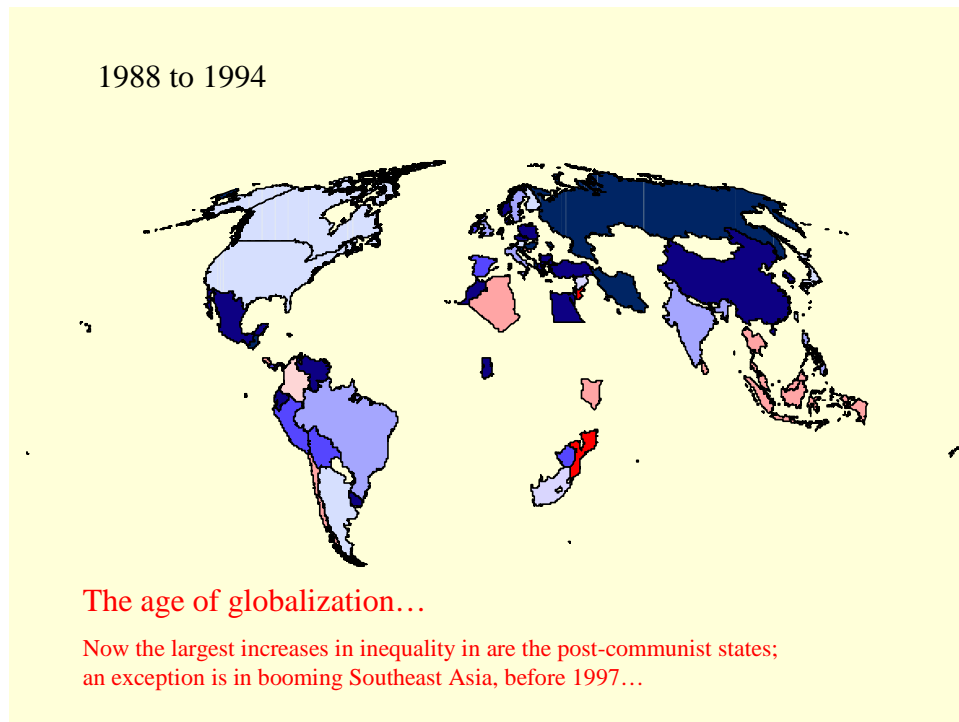 1988 to 1994
The age of globalization…
Now the largest increases in inequality in are the post-communist states;
an exception is in booming Southeast Asia, before 1997…